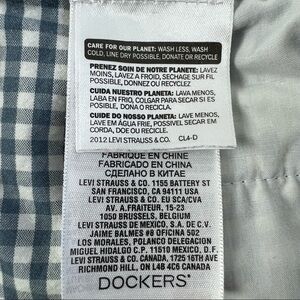 CARE FOR OUR PLANET: WASH LESS, WASH
COLD, LINE DRY POSSIBLE, DONATE OR RECYCLE
PRENEZ SOIN DE NOTRE PLANETE: LAVEZ
MOINS, LAVEZ A FROID, SECHAGE SUR FIL
POSSIBLE, DONNEZ OU RECYCLEZ
CUIDA NUESTRO PLANETA: LAVA MENOS,
LABA EN FRIO, COLGAR PARA SECAR SI ES
POSIBLE, DONA O RECICLA
CUIDE DO NOSSO PLANETA: LAVE MENOS,
LAVE EM ÁGUA FRIE, POSSIVEL SECAR EM
CORDA, DOE OU RECICLE.
2012 LEVI STRAUSS & CO. CL4-D
FABRIQUE EN CHINE
FABRICADO EN CHINA
СДЕЛАНО В КИТАЕ
LEVI STRAUSS & CO. 1155 BATTERY ST
SAN FRANCISCO, CA 94111 USA
LEVI STRAUSS & CO EU/CA VA
AV. A.FRAITEUR, 15-23
1050 BRUSSELS, BELGIUM
LEVI STRAUSS DE MEXICO, S.A. DE C.V.
JAIME BALMES #8 OFICINA 502
LOS MORALES, POLANCO DELEGACION
MIGUEL HIDALGO C.P. 11510 MEXICO, D.F.
LEVI STRAUSS & CO. CANADA, 1725 16TH AVE
RICHMOND HILL, ON L4B 4C6 CANADA
DOCKERS®